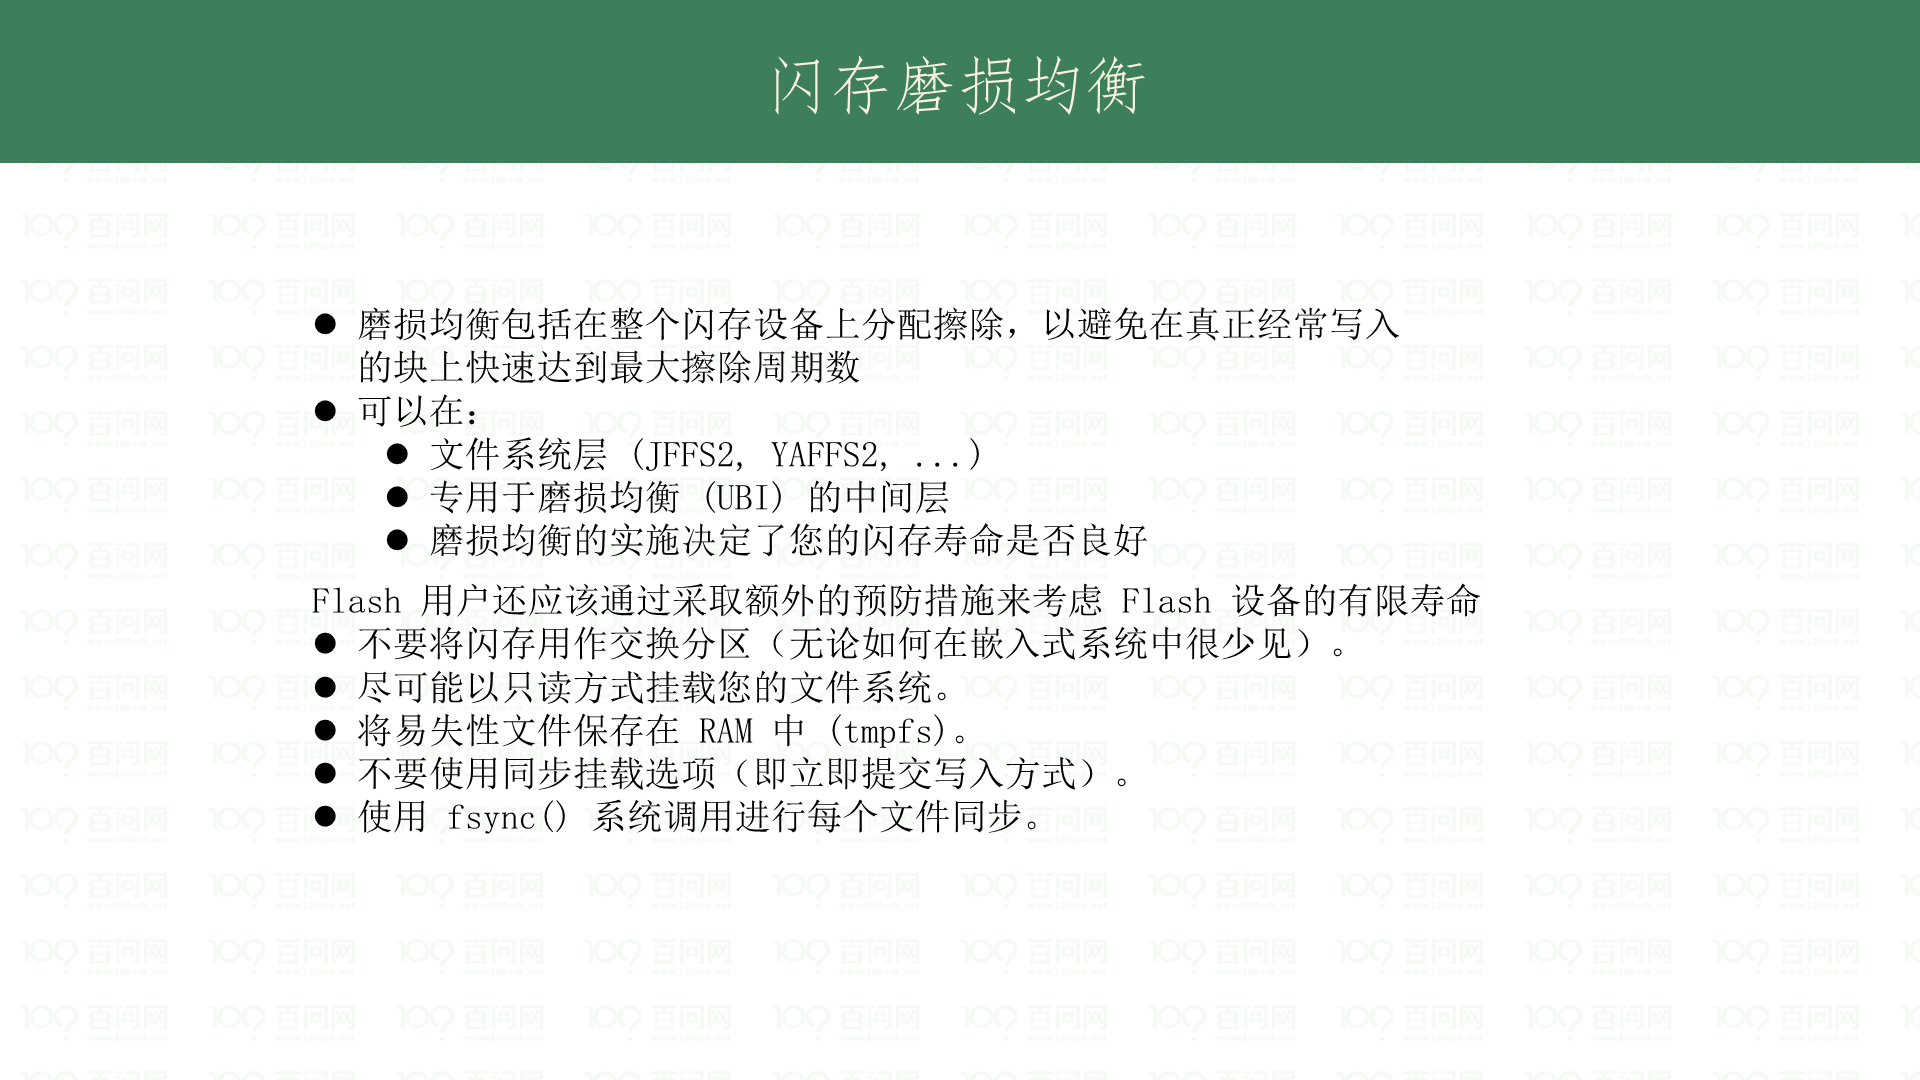 闪存磨损均衡
● 磨损均衡包括在整个闪存设备上分配擦除，以避免在真正经常写入
的块上快速达到最大擦除周期数
● 可以在：
● 文件系统层 (JFFS2, YAFFS2, ...)
● 专用于磨损均衡 (UBI) 的中间层
● 磨损均衡的实施决定了您的闪存寿命是否良好
Flash 用户还应该通过采取额外的预防措施来考虑 Flash 设备的有限寿命
● 不要将闪存用作交换分区（无论如何在嵌入式系统中很少见）。
● 尽可能以只读方式挂载您的文件系统。
● 将易失性文件保存在 RAM 中 (tmpfs)。
● 不要使用同步挂载选项（即立即提交写入方式）。
● 使用 fsync() 系统调用进行每个文件同步。
百问网
www.100ask.net